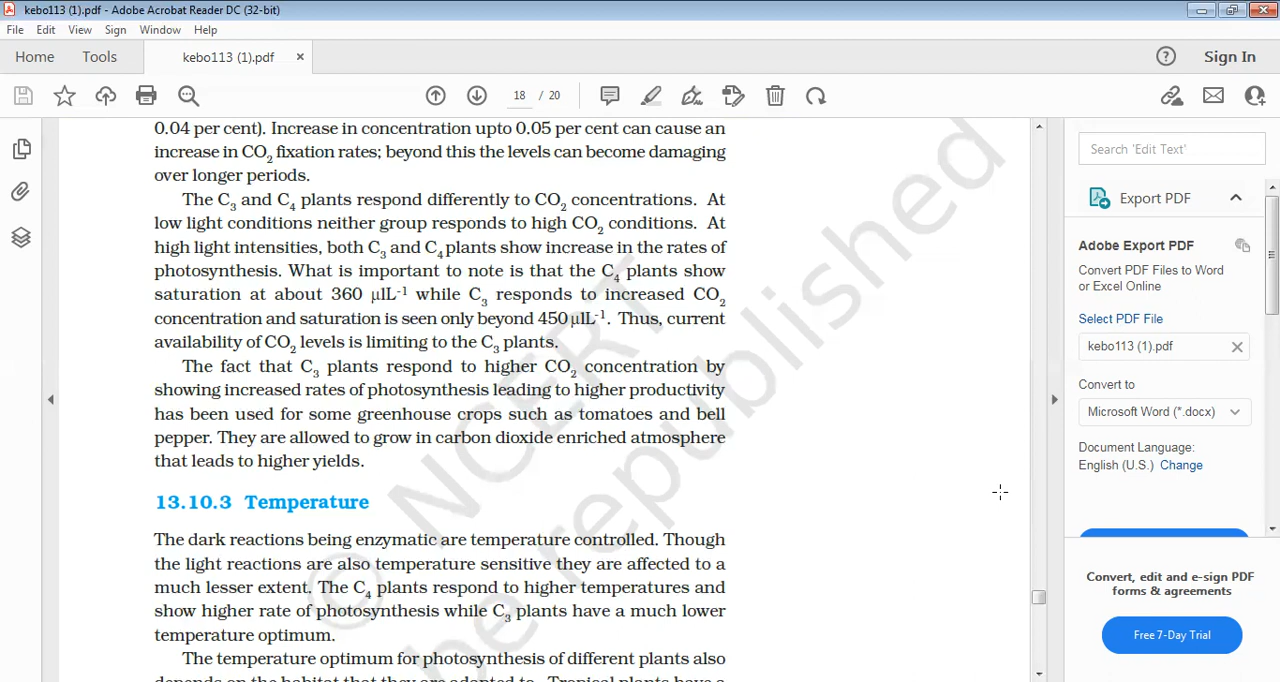 kebo113 (1).pdf - Adobe Acrobat Reader DC (32-bit)
File Edit View Sign Window Help
Home Tools kebo113 (1).pdf × Sign In
18 / 20
0.04 per cent). Increase in concentration upto 0.05 per cent can cause an
increase in CO2 fixation rates; beyond this the levels can become damaging
over longer periods.
The C3 and C4 plants respond differently to CO2 concentrations. At
low light conditions neither group responds to high CO2 conditions. At
high light intensities, both C3 and C4 plants show increase in the rates of
photosynthesis. What is important to note is that the C4 plants show
saturation at about 360 µlL-1 while C3 responds to increased CO2
concentration and saturation is seen only beyond 450 µlL-1. Thus, current
availability of CO2 levels is limiting to the C3 plants.
The fact that C3 plants respond to higher CO2 concentration by
showing increased rates of photosynthesis leading to higher productivity
has been used for some greenhouse crops such as tomatoes and bell
pepper. They are allowed to grow in carbon dioxide enriched atmosphere
that leads to higher yields.
13.10.3 Temperature
The dark reactions being enzymatic are temperature controlled. Though
the light reactions are also temperature sensitive they are affected to a
much lesser extent. The C4 plants respond to higher temperatures and
show higher rate of photosynthesis while C3 plants have a much lower
temperature optimum.
The temperature optimum for photosynthesis of different plants also
depends on the habitat that they are adapted to. Tropical plants have a
© NCERT
be republished
Search 'Edit Text'
Export PDF
Adobe Export PDF
Convert PDF Files to Word
or Excel Online
Select PDF File
kebo113 (1).pdf
Convert to
Microsoft Word (*.docx)
Document Language:
English (U.S.) Change
Convert, edit and e-sign PDF
forms & agreements
Free 7-Day Trial